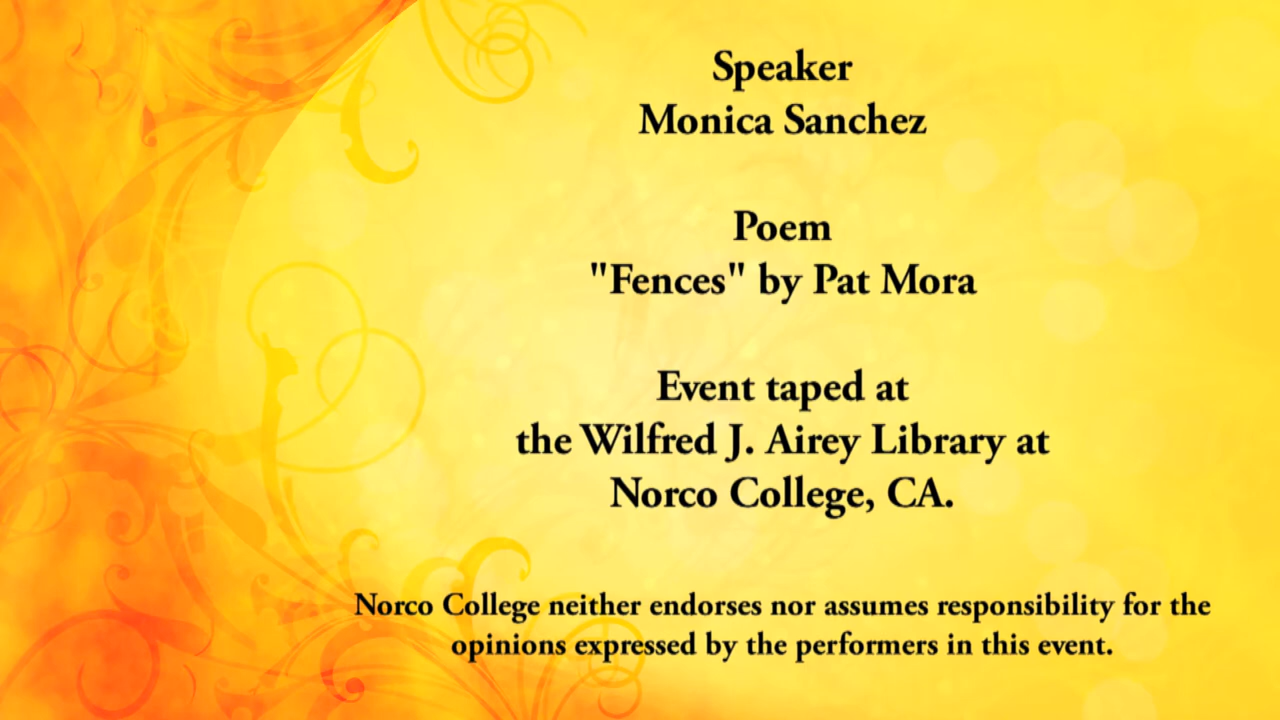 Speaker
Monica Sanchez
Poem
"Fences" by Pat Mora
Event taped at
the Wilfred J. Airey Library at
Norco College, CA.
Norco College neither endorses nor assumes responsibility for the
opinions expressed by the performers in this event.